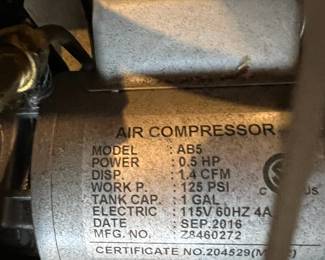 AIR COMPRESSOR
MODEL : AB5
POWER : 0.5 HP
DISP. : 1.4 CFM
WORK P. : 125 PSI
TANK CAP. : 1 GAL
ELECTRIC : 115V 60HZ 4A
DATE : SEP.2016
MFG. NO. : Z8460272
CERTIFICATE NO.:204529(
C US